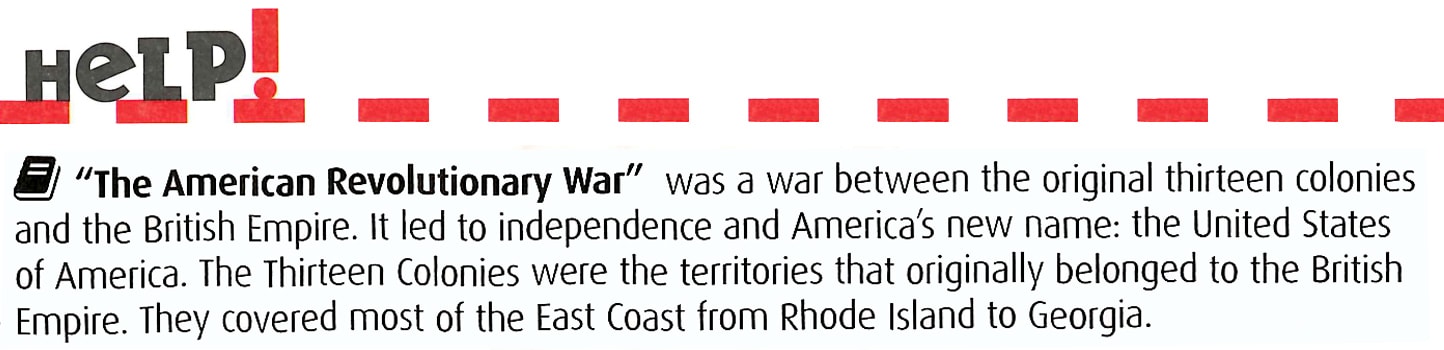 HeLP!
"The American Revolutionary War" was a war between the original thirteen colonies
and the British Empire. It led to independence and America's new name: the United States
of America. The Thirteen Colonies were the territories that originally belonged to the British
Empire. They covered most of the East Coast from Rhode Island to Georgia.